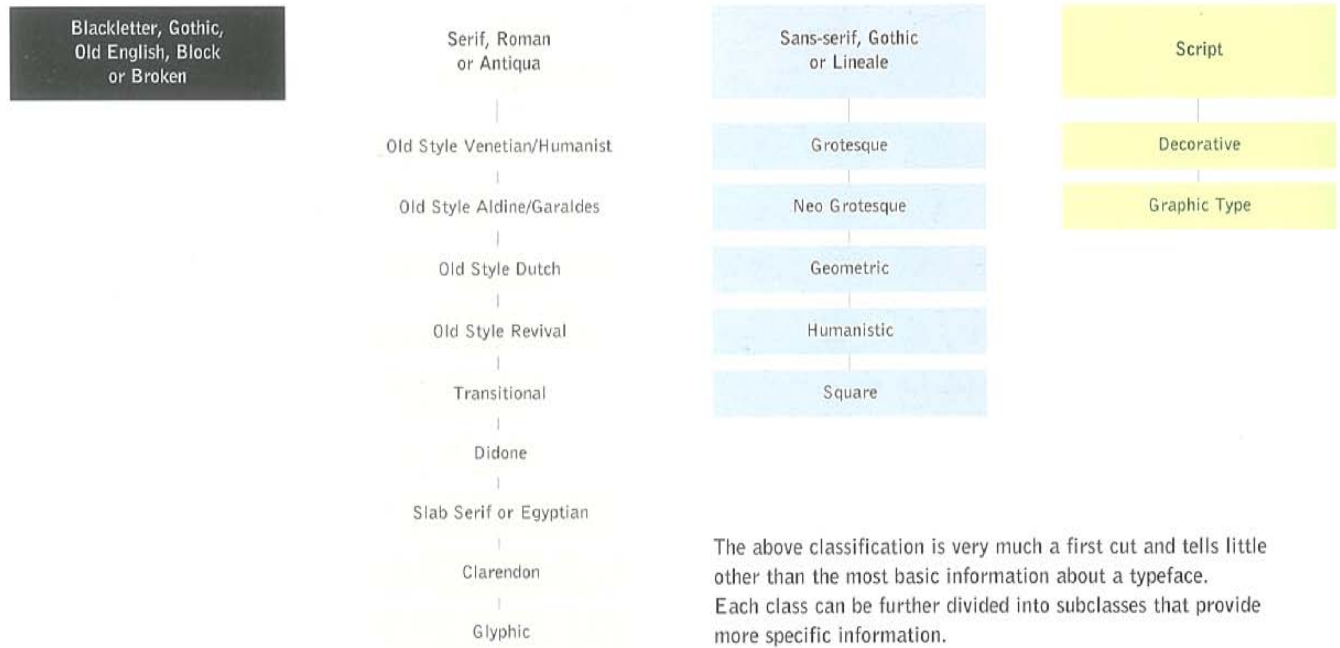 Blackletter, Gothic,
Old English, Block
or Broken
Serif, Roman
or Antiqua
Old Style Venetian/Humanist
Old Style Aldine/Garaldes
Old Style Dutch
Old Style Revival
Transitional
Didone
Slab Serif or Egyptian
Clarendon
Glyphic
Sans-serif, Gothic
or Lineale
Grotesque
Neo Grotesque
Geometric
Humanistic
Square
Script
Decorative
Graphic Type
The above classification is very much a first cut and tells little
other than the most basic information about a typeface.
Each class can be further divided into subclasses that provide
more specific information.